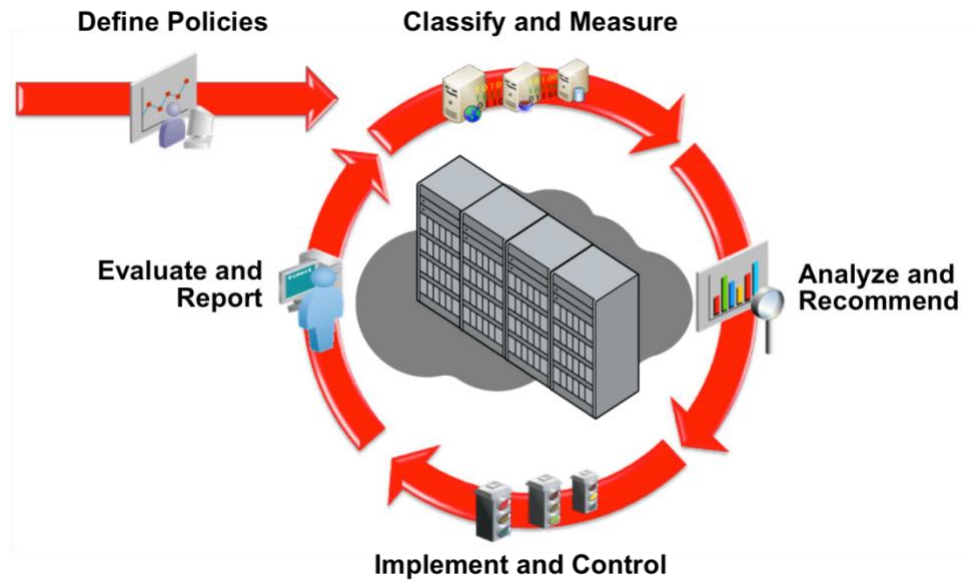 Define Policies
Classify and Measure
Evaluate and
Report
Analyze and
Recommend
Implement and Control